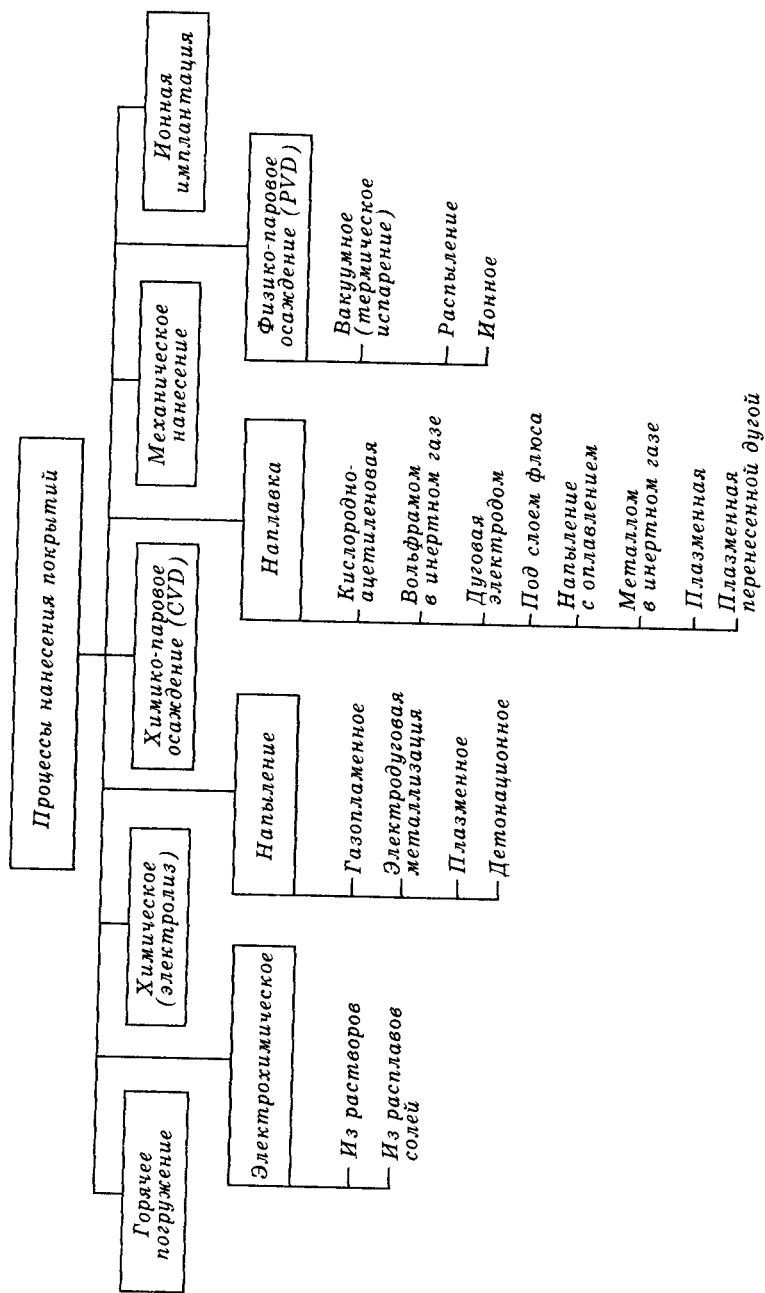 Процессы нанесения покрытий
Горячее
погружение
Химическое
(электролиз)
Химико-паровое
осаждение (CVD)
Механическое
нанесение
Ионная
имплантация
Электрохимическое
Из растворов
Из расплавов
солей
Напыление
Газопламенное
Электродуговая
металлизация
Плазменное
Детонационное
Наплавка
Кислородно-
ацетиленовая
Вольфрамом
в инертном газе
Дуговая
электродом
Под слоем флюса
Напыление
с оплавлением
Металлом
в инертном газе
Плазменная
Плазменная
перенесенной дугой
Физико-паровое
осаждение (PVD)
Вакуумное
(термическое
испарение)
Распыление
Ионное